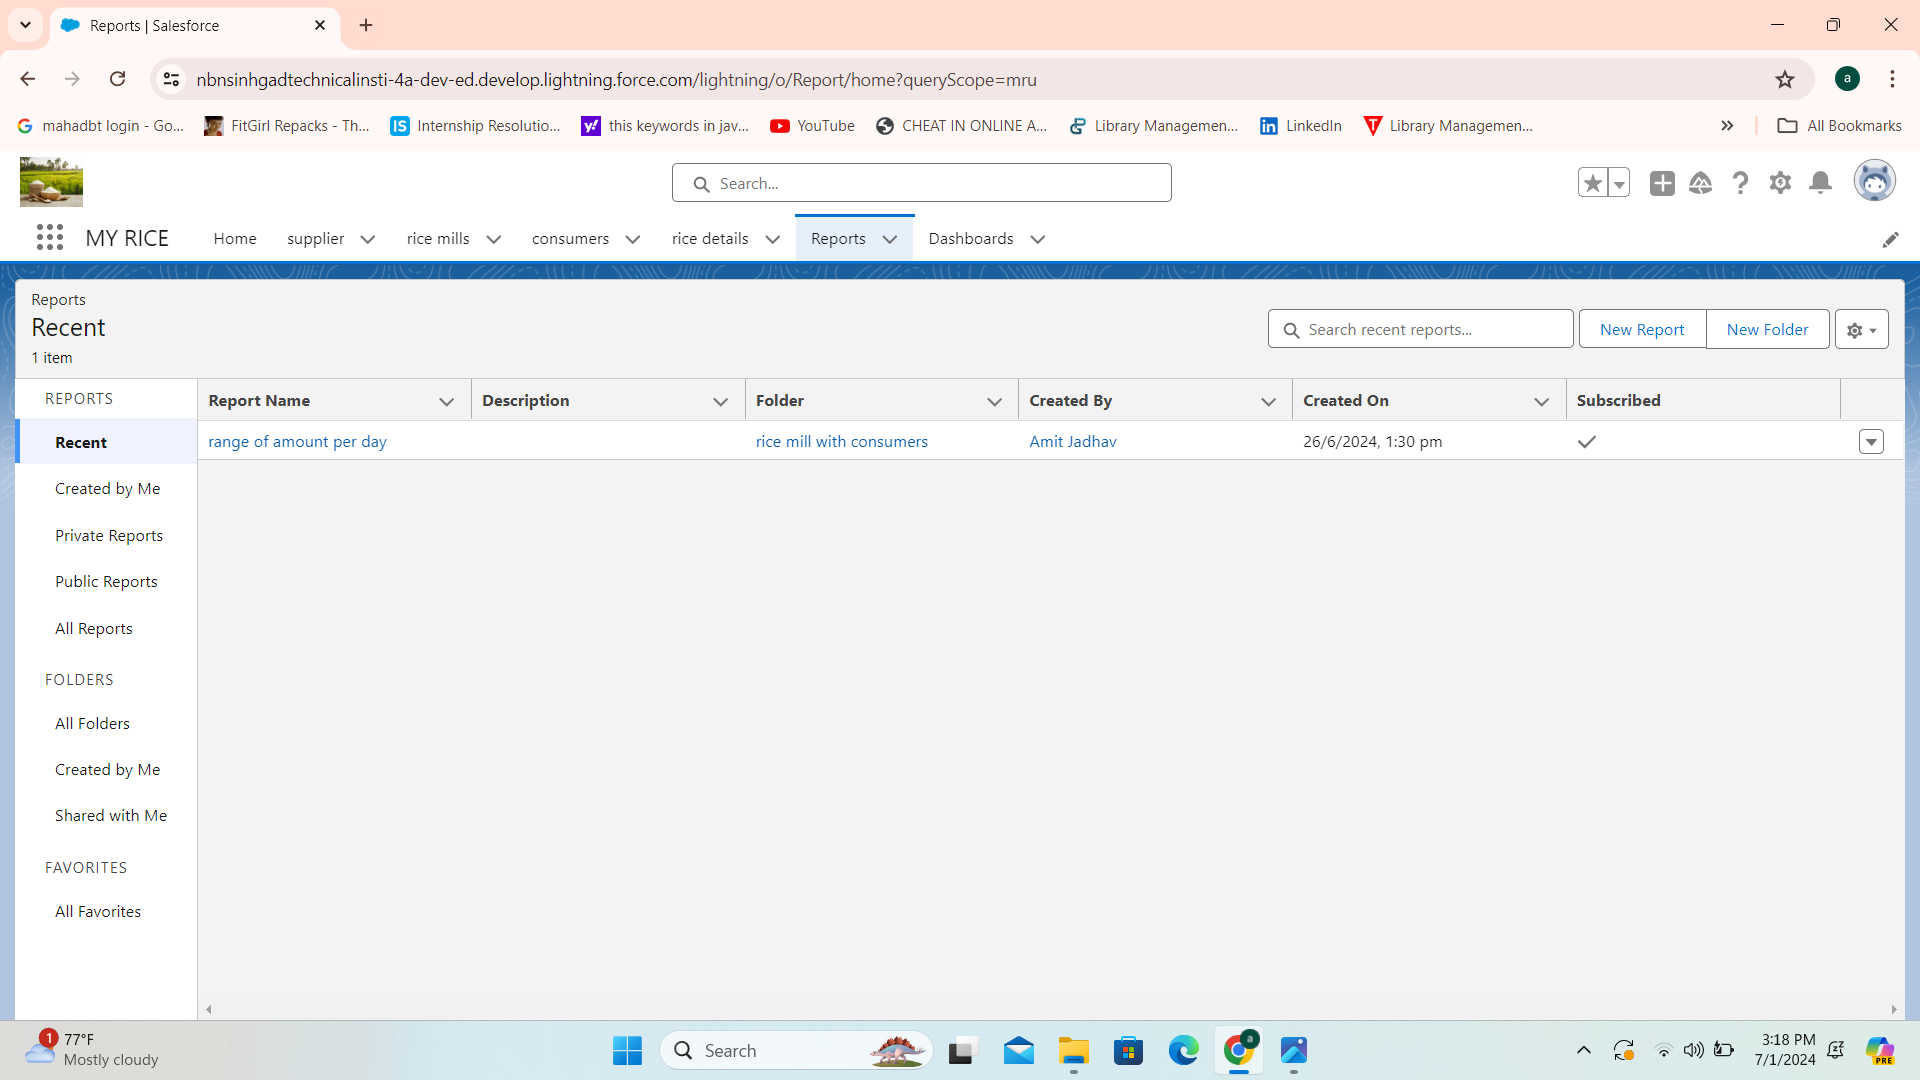 Reports | Salesforce
nbnsinhgadtechnicalinsti-4a-dev-ed.develop.lightning.force.com/lightning/o/Report/home?queryScope=mru
a
mahadbt login - Go...
FitGirl Repacks - Th...
Internship Resolutio...
this keywords in jav...
YouTube
CHEAT IN ONLINE A...
Library Managemen...
LinkedIn
Library Managemen...
All Bookmarks
Search...
MY RICE
Home
supplier
rice mills
consumers
rice details
Reports
Dashboards
Reports
Recent
1 item
Search recent reports...
New Report
New Folder
REPORTS
Recent
Created by Me
Private Reports
Public Reports
All Reports
FOLDERS
All Folders
Created by Me
Shared with Me
FAVORITES
All Favorites
Report Name
Description
Folder
Created By
Created On
Subscribed
range of amount per day
rice mill with consumers
Amit Jadhav
26/6/2024, 1:30 pm
1
77°F
Mostly cloudy
Search
a
3:18 PM
7/1/2024
PRE